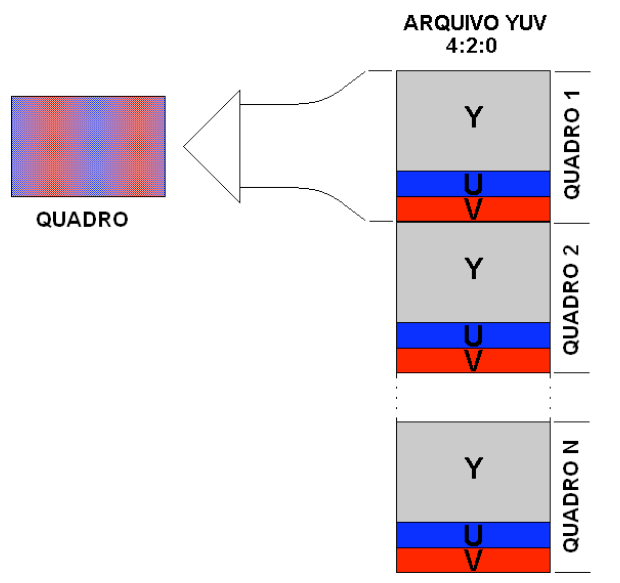 ARQUIVO YUV
4:2:0
Y
U
V
QUADRO 1
QUADRO
Y
U
V
QUADRO 2
Y
U
V
QUADRO N